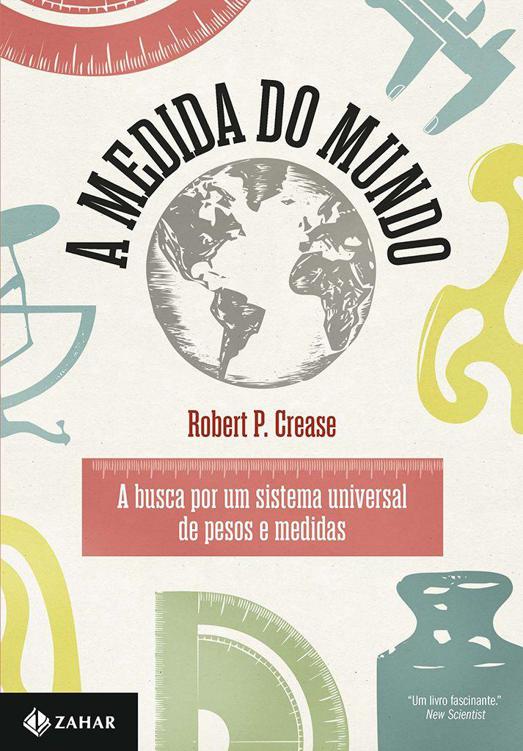 A MEDIDA DO MUNDO
Robert P. Crease
A busca por um sistema universal
de pesos e medidas
"Um livro fascinante."
New Scientist
ZAHAR